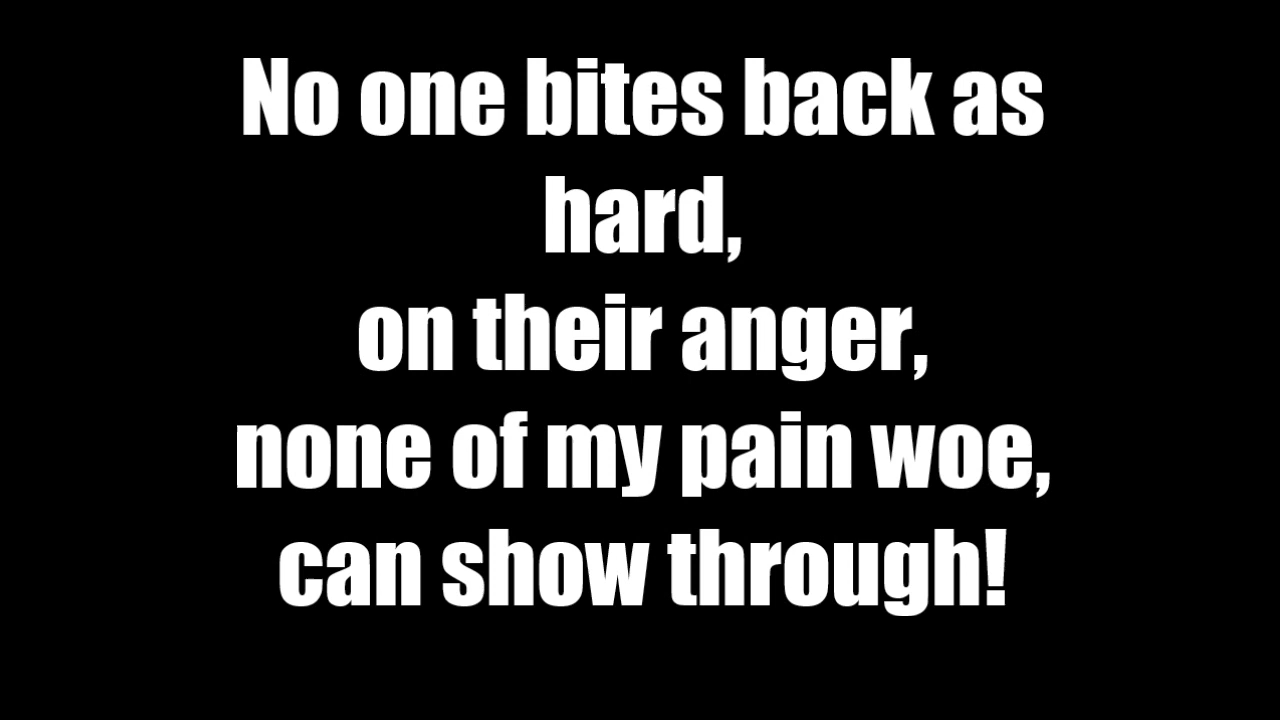 No one bites back as
hard,
on their anger,
none of my pain woe,
can show through!